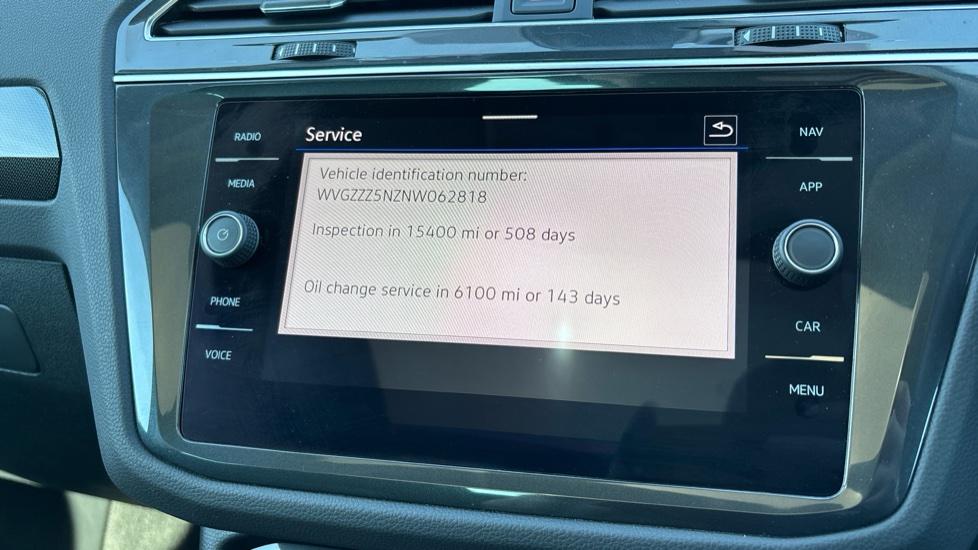 RADIO
MEDIA
PHONE
VOICE
Service
Vehicle identification number:
WVGZZZ5NZNW062818
Inspection in 15400 mi or 508 days
Oil change service in 6100 mi or 143 days
NAV
APP
CAR
MENU